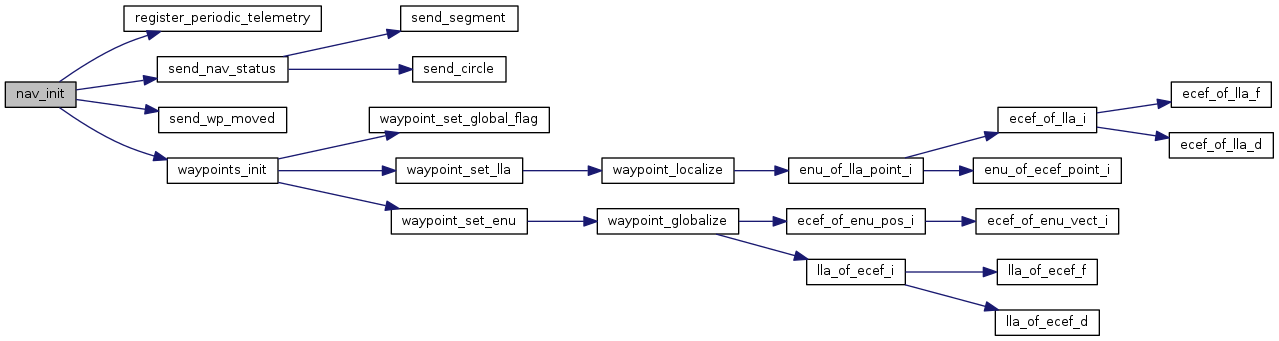 register_periodic_telemetry
send_segment
send_nav_status
send_circle
nav_init
ecef_of_lla_f
send_wp_moved
waypoint_set_global_flag
ecef_of_lla_i
ecef_of_lla_d
waypoints_init
waypoint_set_lla
waypoint_localize
enu_of_lla_point_i
enu_of_ecef_point_i
waypoint_set_enu
waypoint_globalize
ecef_of_enu_pos_i
ecef_of_enu_vect_i
lla_of_ecef_i
lla_of_ecef_f
lla_of_ecef_d